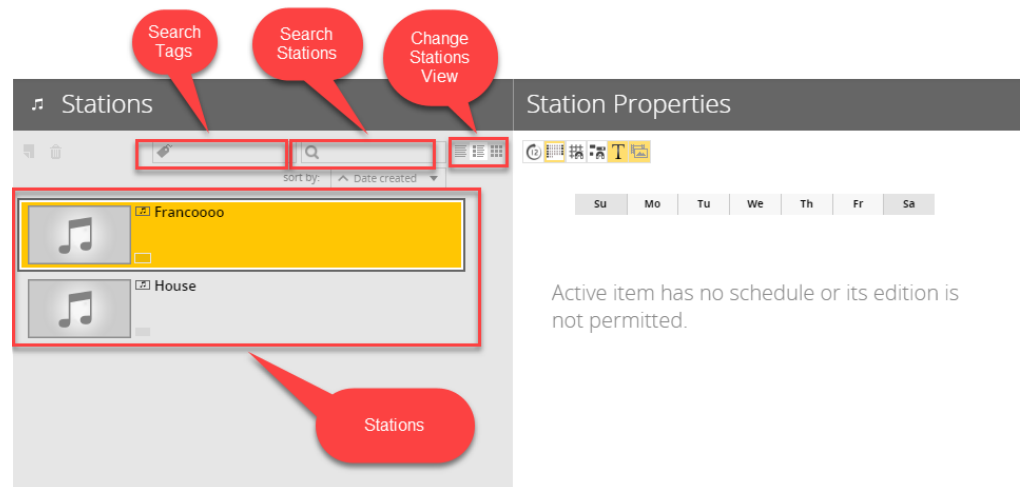 Search
Tags
Search
Stations
Change
Stations
View
Stations
Station Properties
12
T
sort by:
Date created
Su Mo Tu We Th Fr Sa
Francoooo
House
Active item has no schedule or its edition is
not permitted.
Stations